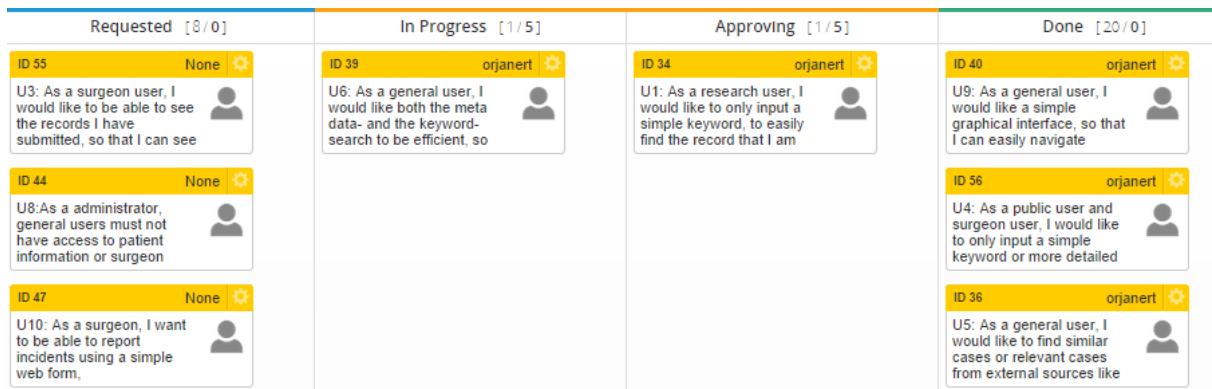 Requested [8/0]
In Progress [1/5]
Approving [1/5]
Done [20/0]
ID 55 None
U3: As a surgeon user, I
would like to be able to see
the records I have
submitted, so that I can see
ID 44 None
U8:As a administrator,
general users must not
have access to patient
information or surgeon
ID 47 None
U10: As a surgeon, I want
to be able to report
incidents using a simple
web form,
ID 39 orjanert
U6: As a general user, I
would like both the meta
data- and the keyword-
search to be efficient, so
ID 34 orjanert
U1: As a research user, I
would like to only input a
simple keyword, to easily
find the record that I am
ID 40 orjanert
U9: As a general user, I
would like a simple
graphical interface, so that
I can easily navigate
ID 56 orjanert
U4: As a public user and
surgeon user, I would like
to only input a simple
keyword or more detailed
ID 36 orjanert
U5: As a general user, I
would like to find similar
cases or relevant cases
from external sources like